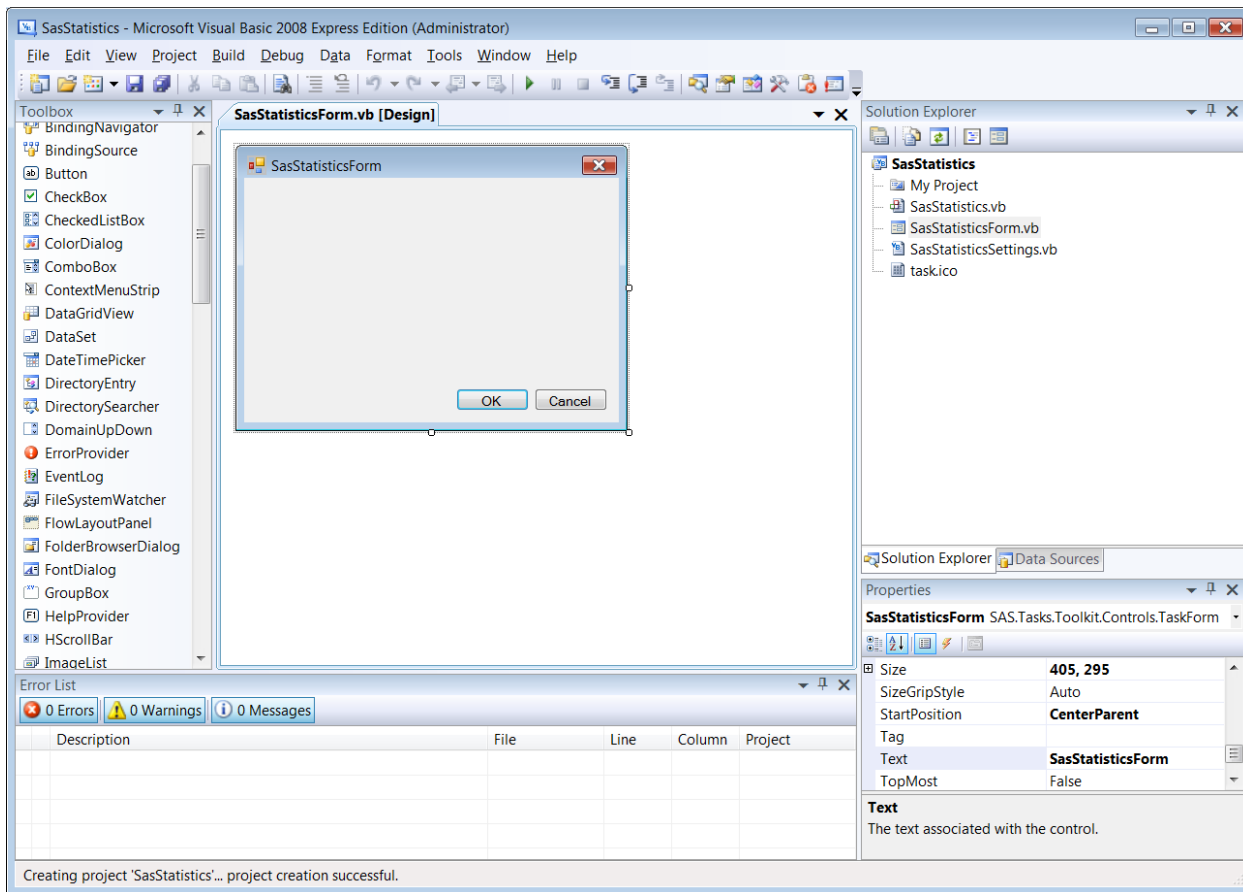 SasStatistics - Microsoft Visual Basic 2008 Express Edition (Administrator)
File Edit View Project Build Debug Data Format Tools Window Help
Toolbox
BindingNavigator
BindingSource
Button
CheckBox
CheckedListBox
ColorDialog
ComboBox
ContextMenuStrip
DataGridView
DataSet
DateTimePicker
DirectoryEntry
DirectorySearcher
DomainUpDown
ErrorProvider
EventLog
FileSystemWatcher
FlowLayoutPanel
FolderBrowserDialog
FontDialog
GroupBox
HelpProvider
HScrollBar
ImageList
SasStatisticsForm.vb [Design]
SasStatisticsForm
OK Cancel
Solution Explorer
SasStatistics
My Project
SasStatistics.vb
SasStatisticsForm.vb
SasStatisticsSettings.vb
task.ico
Solution Explorer Data Sources
Properties
SasStatisticsForm SAS.Tasks.Toolkit.Controls.TaskForm
Size 405, 295
SizeGripStyle Auto
StartPosition CenterParent
Tag
Text SasStatisticsForm
TopMost False
Text
The text associated with the control.
Error List
0 Errors 0 Warnings 0 Messages
Description File Line Column Project
Creating project 'SasStatistics'... project creation successful.